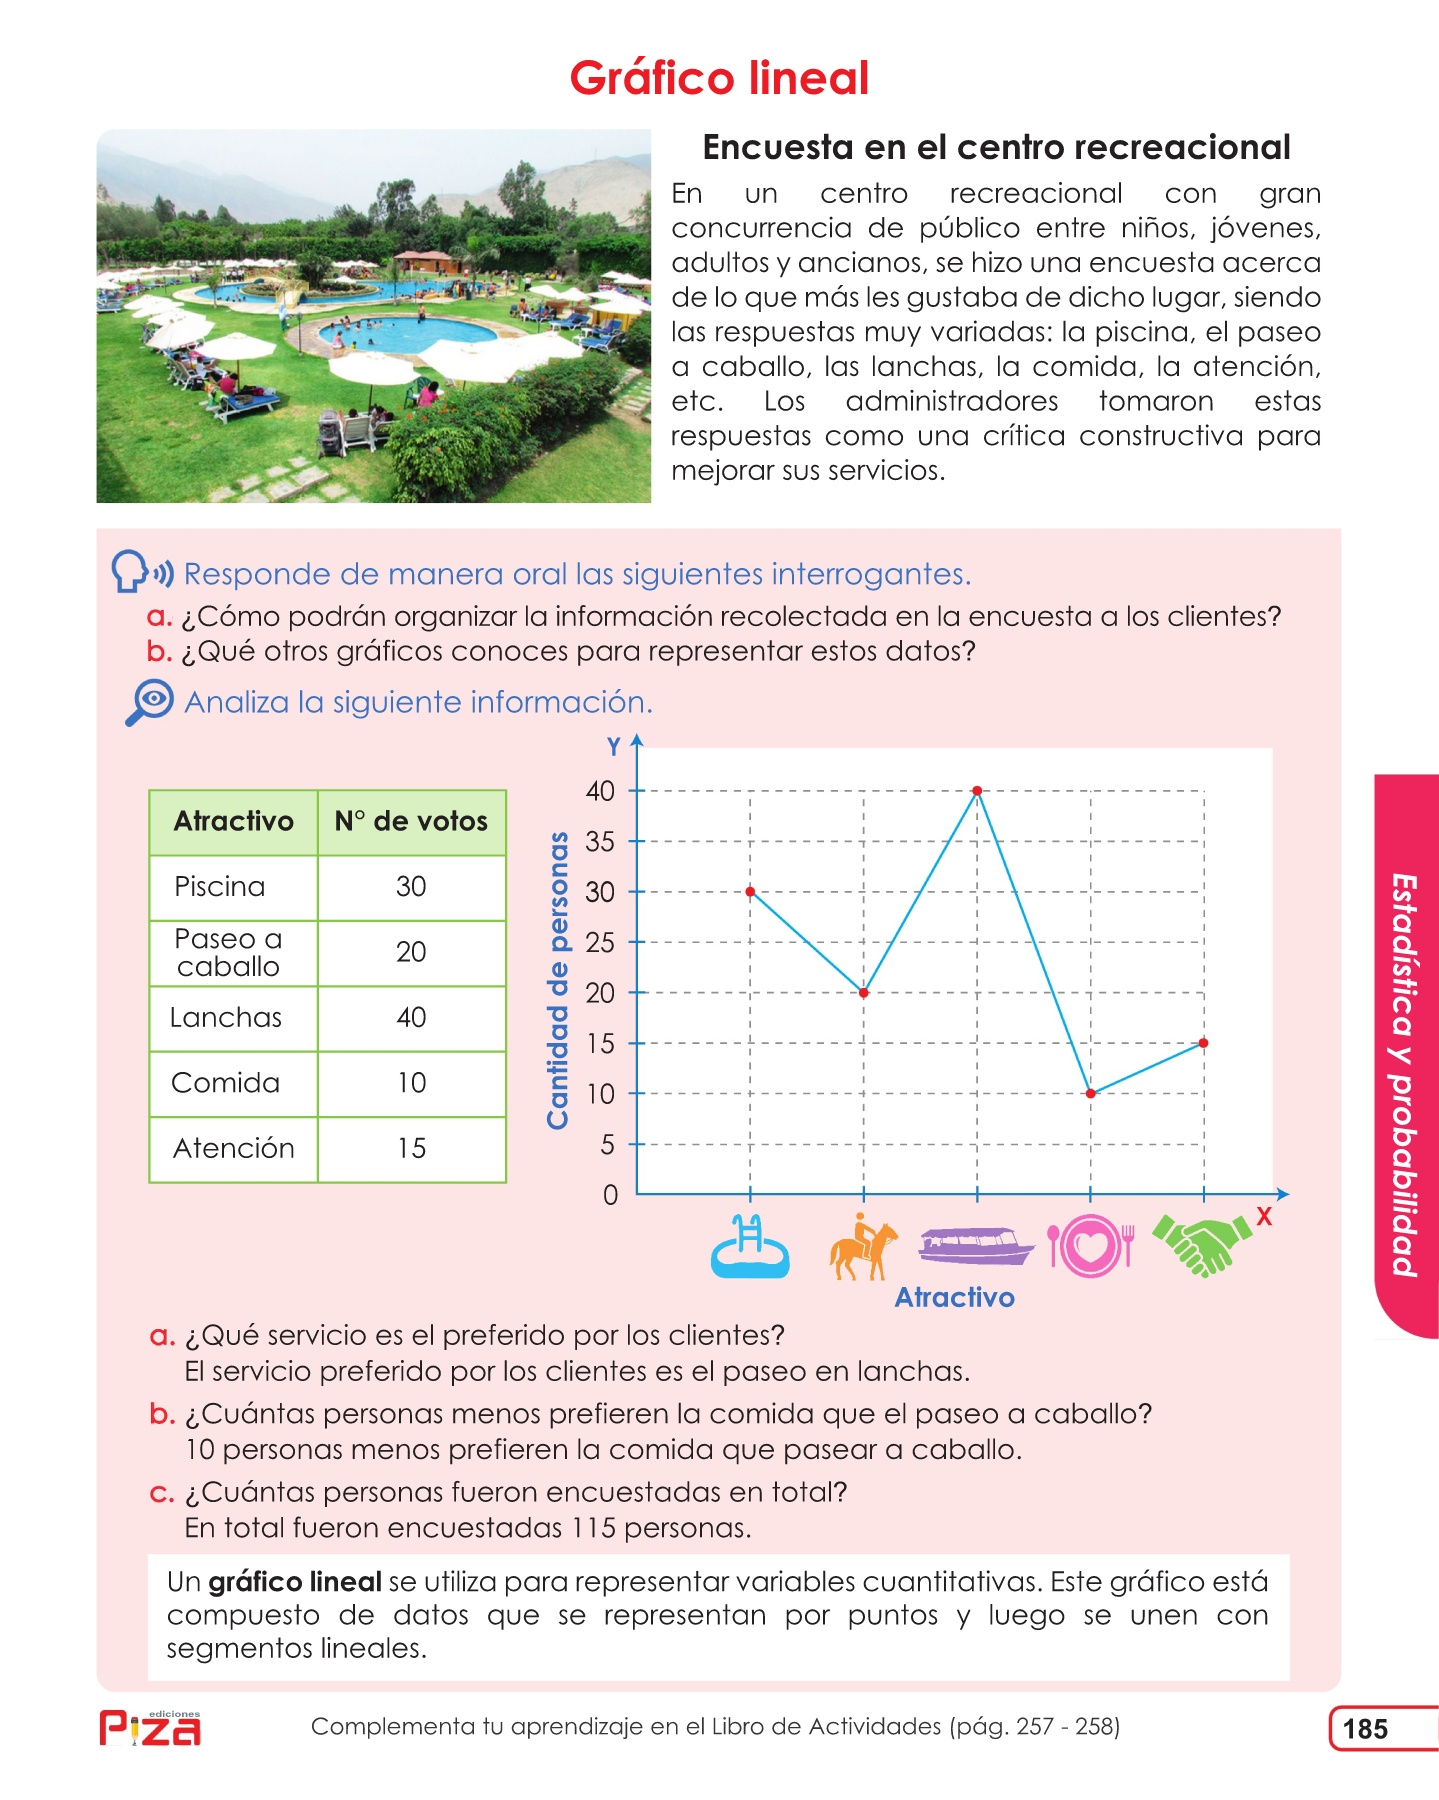 Gráfico lineal
Encuesta en el centro recreacional
En un centro recreacional con gran
concurrencia de público entre niños, jóvenes,
adultos y ancianos, se hizo una encuesta acerca
de lo que más les gustaba de dicho lugar, siendo
las respuestas muy variadas: la piscina, el paseo
a caballo, las lanchas, la comida, la atención,
etc. Los administradores tomaron estas
respuestas como una crítica constructiva para
mejorar sus servicios.
Responde de manera oral las siguientes interrogantes.
a. ¿Cómo podrán organizar la información recolectada en la encuesta a los clientes?
b. ¿Qué otros gráficos conoces para representar estos datos?
Analiza la siguiente información.
Atractivo N° de votos
Piscina 30
Paseo a
caballo 20
Lanchas 40
Comida 10
Atención 15
Y
Cantidad de personas
40
35
30
25
20
15
10
5
0
X
Atractivo
a. ¿Qué servicio es el preferido por los clientes?
El servicio preferido por los clientes es el paseo en lanchas.
b. ¿Cuántas personas menos prefieren la comida que el paseo a caballo?
10 personas menos prefieren la comida que pasear a caballo.
c. ¿Cuántas personas fueron encuestadas en total?
En total fueron encuestadas 115 personas.
Un gráfico lineal se utiliza para representar variables cuantitativas. Este gráfico está
compuesto de datos que se representan por puntos y luego se unen con
segmentos lineales.
Estadística y probabilidad
ediciones
Piza
Complementa tu aprendizaje en el Libro de Actividades (pág. 257 - 258)
185